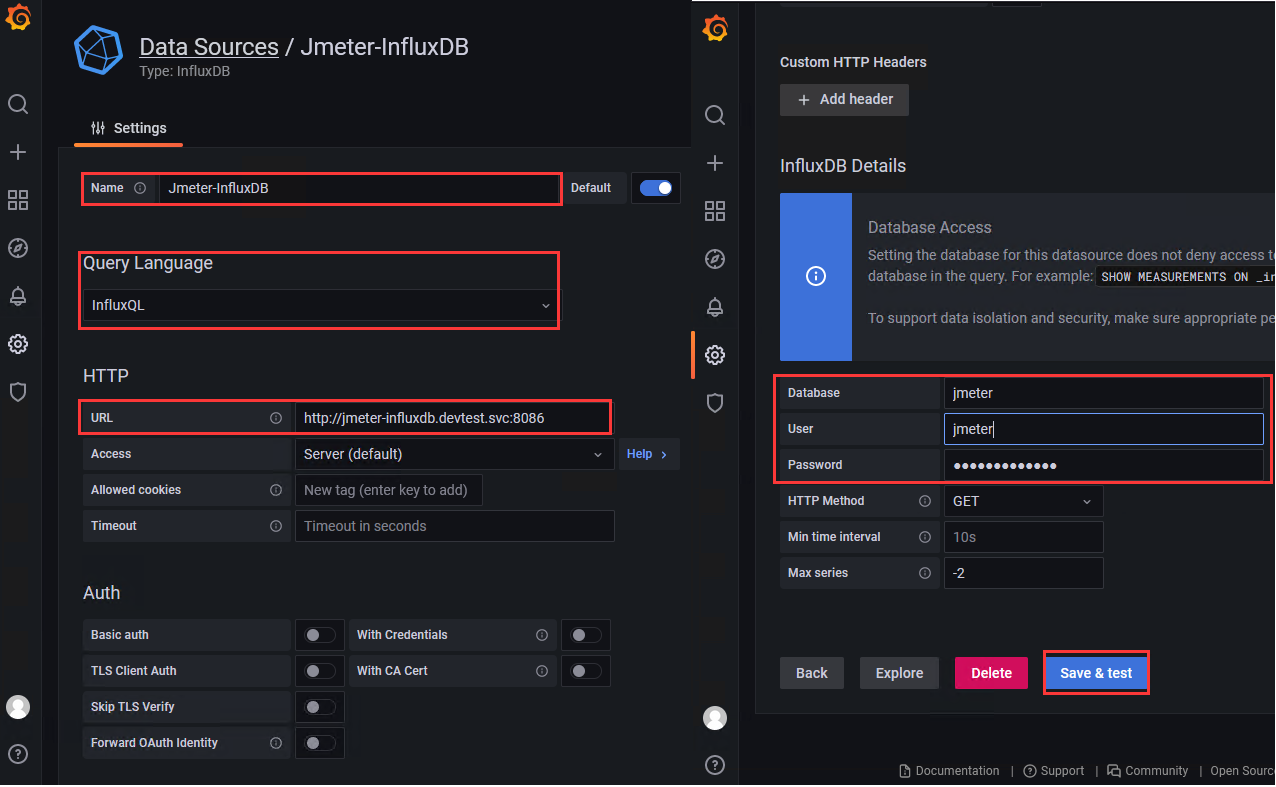 Data Sources / Jmeter-InfluxDB
Type: InfluxDB
Settings
Name Jmeter-InfluxDB Default
Query Language
InfluxQL
HTTP
URL http://jmeter-influxdb.devtest.svc:8086
Access Server (default) Help
Allowed cookies New tag (enter key to add)
Timeout Timeout in seconds
Auth
Basic auth With Credentials
TLS Client Auth With CA Cert
Skip TLS Verify
Forward OAuth Identity
Custom HTTP Headers
+ Add header
InfluxDB Details
Database Access
Setting the database for this datasource does not deny access to
database in the query. For example: SHOW MEASUREMENTS ON _in
To support data isolation and security, make sure appropriate pe
Database jmeter
User jmeter
Password •••••••••••••
HTTP Method GET
Min time interval 10s
Max series -2
Back Explore Delete Save & test
Documentation | Support | Community | Open Sourc